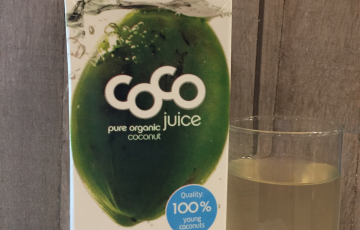 COCO
juice
pure organic
coconut
Quality:
100%
young
coconuts